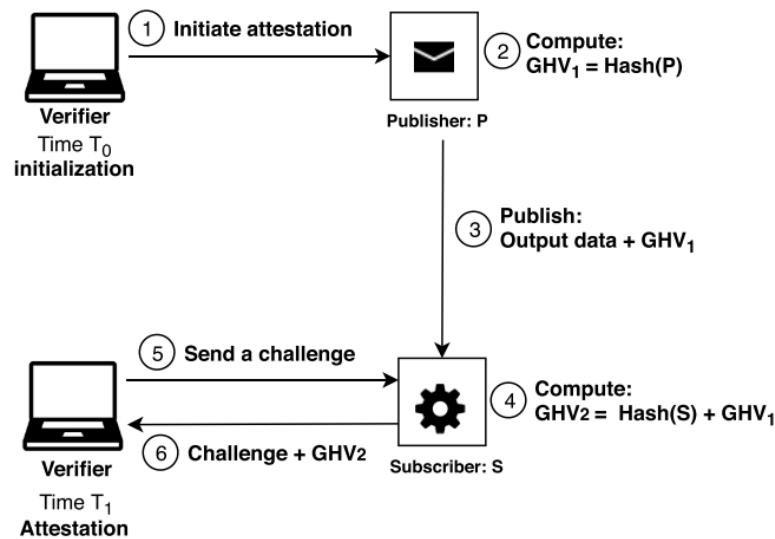 1 Initiate attestation
2 Compute:
GHV₁ = Hash(P)
Verifier
Time T₀
initialization
Publisher: P
3 Publish:
Output data + GHV₁
5 Send a challenge
4 Compute:
GHV2 = Hash(S) + GHV₁
6 Challenge + GHV2
Verifier
Subscriber: S
Time T₁
Attestation